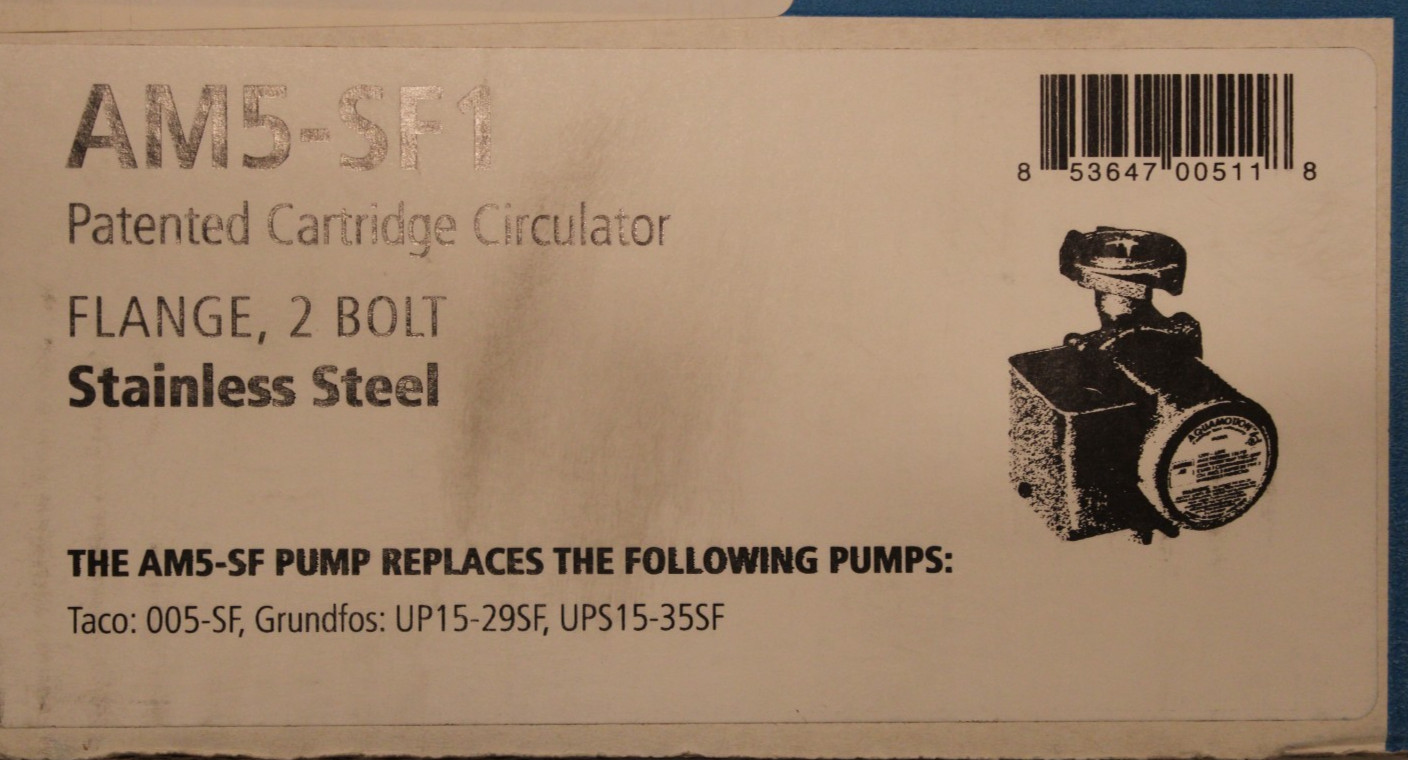 AM5-SF1
Patented Cartridge Circulator
FLANGE, 2 BOLT
Stainless Steel
THE AM5-SF PUMP REPLACES THE FOLLOWING PUMPS:
Taco: 005-SF, Grundfos: UP15-29SF, UPS15-35SF
8 53647 00511 8
AQUAMOTION